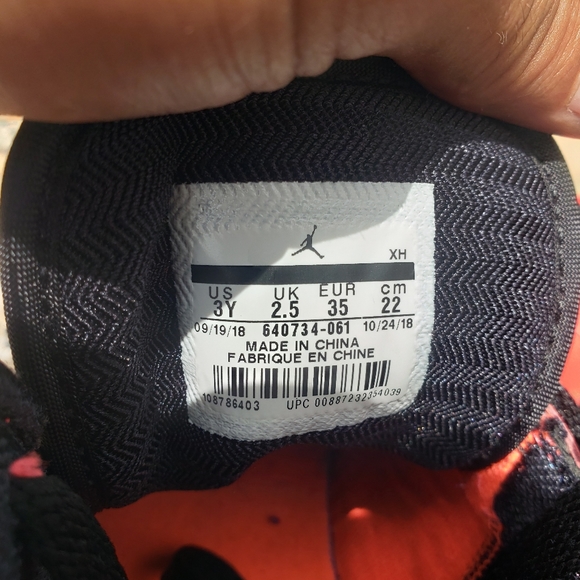 XH
US UK EUR cm
3Y 2.5 35 22
09/19/18 640734-061 10/24/18
MADE IN CHINA
FABRIQUE EN CHINE
108786403 UPC 00887232354039